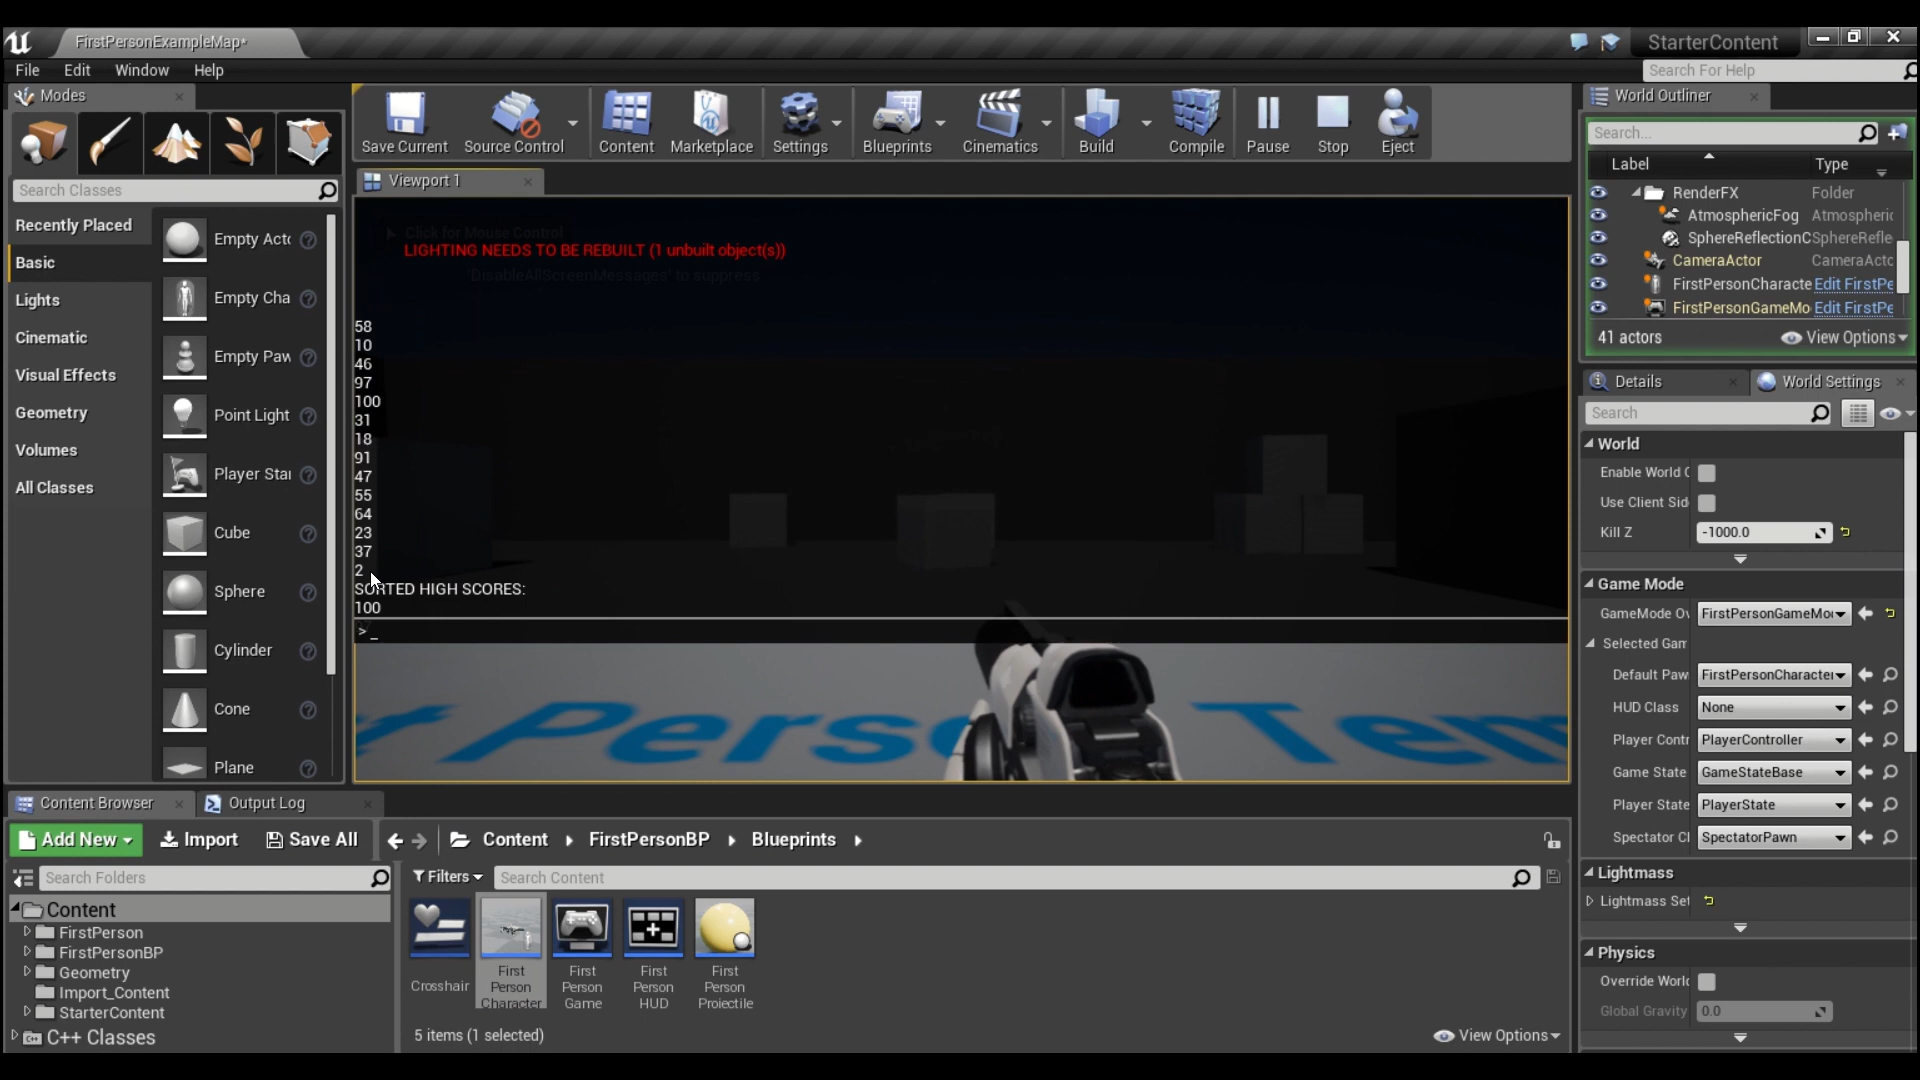 FirstPersonExampleMap*
StarterContent
File Edit Window Help
Search For Help
Modes
Save Current
Source Control
Content
Marketplace
Settings
Blueprints
Cinematics
Build
Compile
Pause
Stop
Eject
World Outliner
Search...
Label Type
RenderFX Folder
AtmosphericFog Atmospheric
SphereReflectionC SphereRefle
CameraActor CameraActo
FirstPersonCharacte Edit FirstPe
FirstPersonGameMo Edit FirstPe
41 actors View Options
Search Classes
Recently Placed
Basic
Lights
Cinematic
Visual Effects
Geometry
Volumes
All Classes
Empty Acto
Empty Cha
Empty Paw
Point Light
Player Star
Cube
Sphere
Cylinder
Cone
Plane
Viewport 1
Click for Mouse Control
LIGHTING NEEDS TO BE REBUILT (1 unbuilt object(s))
'DisableAllScreenMessages' to suppress
58
10
46
97
100
31
18
91
47
55
64
23
37
2
SORTED HIGH SCORES:
100
>_
Details World Settings
Search
World
Enable World C
Use Client Sid
Kill Z -1000.0
Game Mode
GameMode Ov FirstPersonGameMo
Selected Gam
Default Paw FirstPersonCharacter
HUD Class None
Player Contr PlayerController
Game State GameStateBase
Player State PlayerState
Spectator Cl SpectatorPawn
Lightmass
Lightmass Set
Physics
Override World
Global Gravity 0.0
Content Browser Output Log
Add New Import Save All Content FirstPersonBP Blueprints
Search Folders
Filters Search Content
Content
FirstPerson
FirstPersonBP
Geometry
Import_Content
StarterContent
C++ Classes
Crosshair
First Person Character
First Person Game
First Person HUD
First Person Projectile
5 items (1 selected) View Options